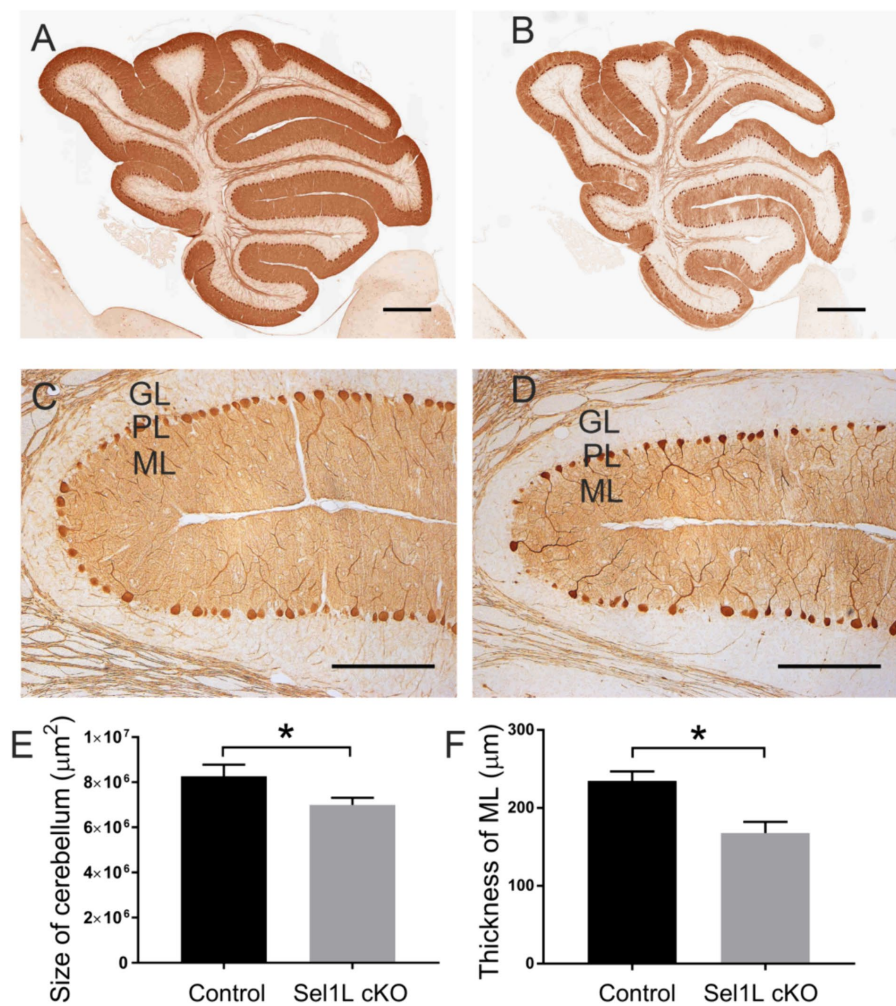 A
B
C
GL
PL
ML
D
GL
PL
ML
E
Size of cerebellum (μm²)
1×10⁷
8×10⁶
6×10⁶
4×10⁶
2×10⁶
0
*
Control
Sel1L cKO
F
Thickness of ML (μm)
300
200
100
0
*
Control
Sel1L cKO